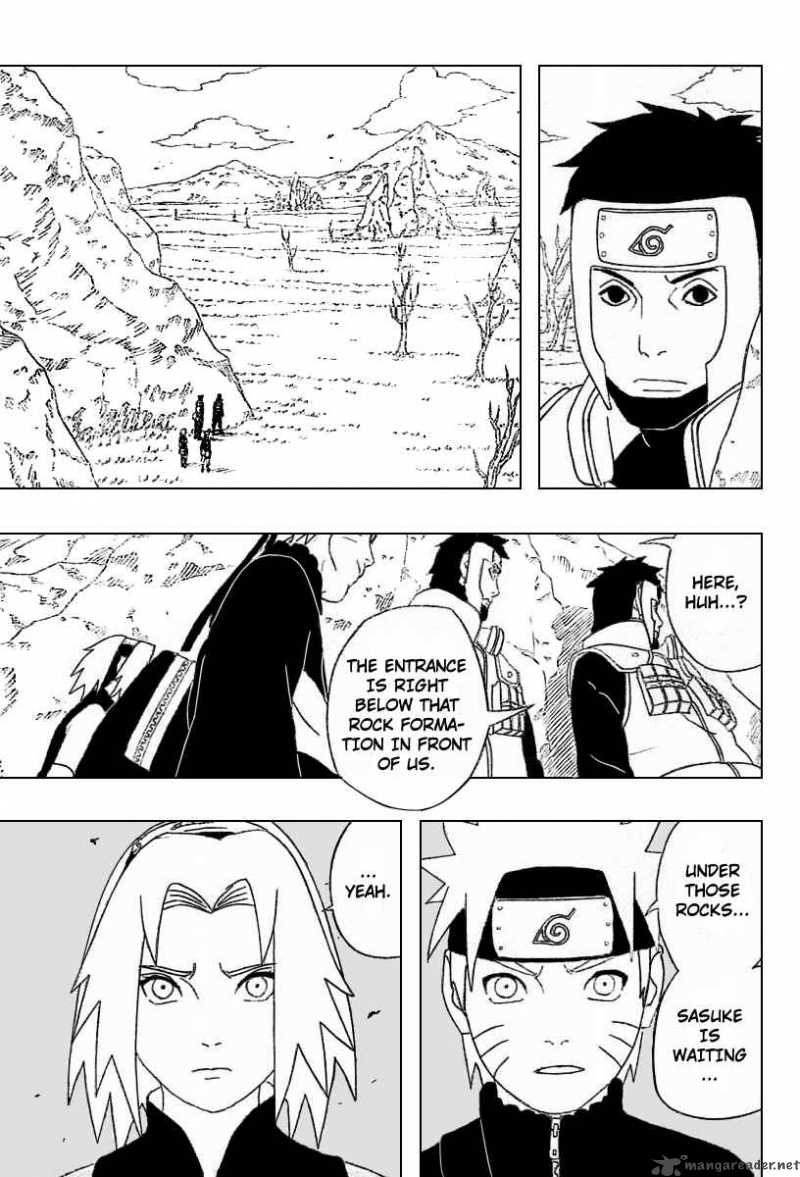 HERE,
HUH...?
THE ENTRANCE
IS RIGHT
BELOW THAT
ROCK FORMA-
TION IN FRONT
OF US.
UNDER
THOSE
ROCKS...
SASUKE
IS
WAITING
...
...
YEAH.
mangareader.net